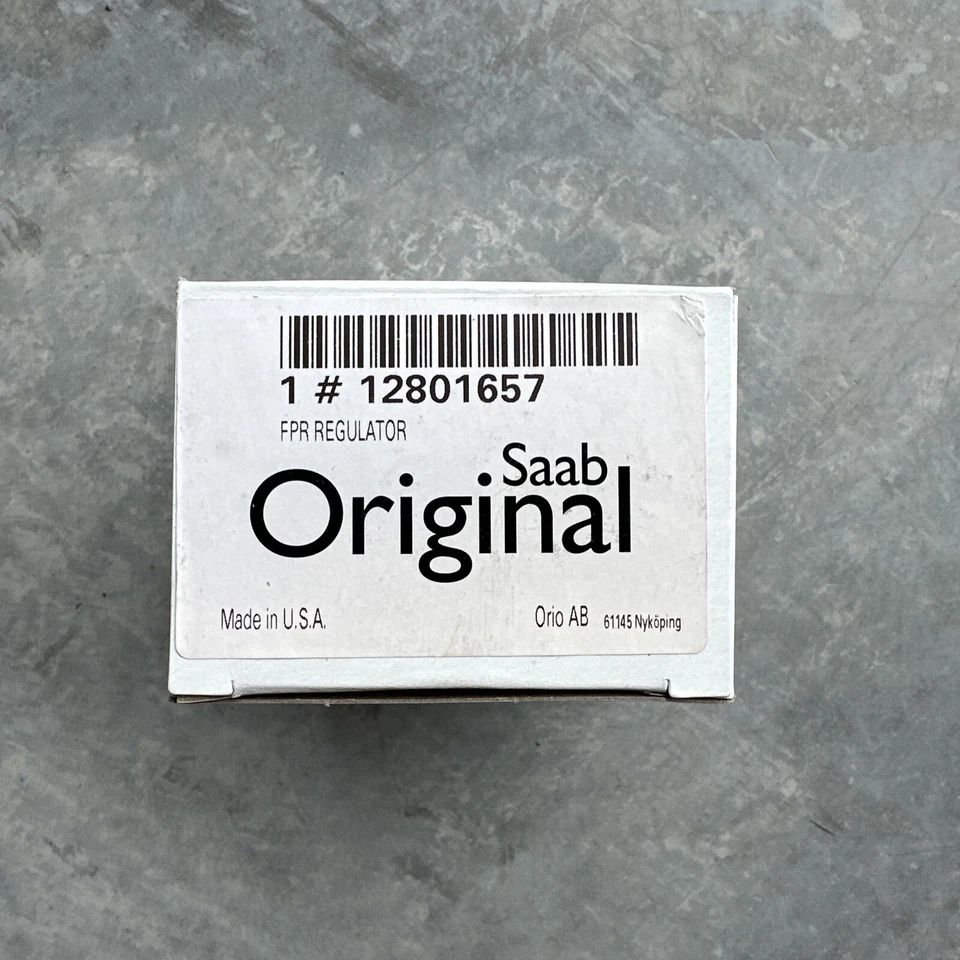 1 # 12801657
FPR REGULATOR
Saab
Original
Made in U.S.A.
Orio AB 61145 Nyköping